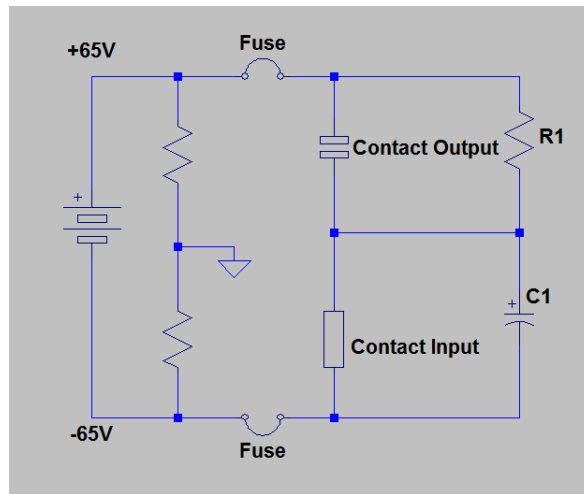 +65V
Fuse
Contact Output
R1
+
+
C1
Contact Input
-65V
Fuse